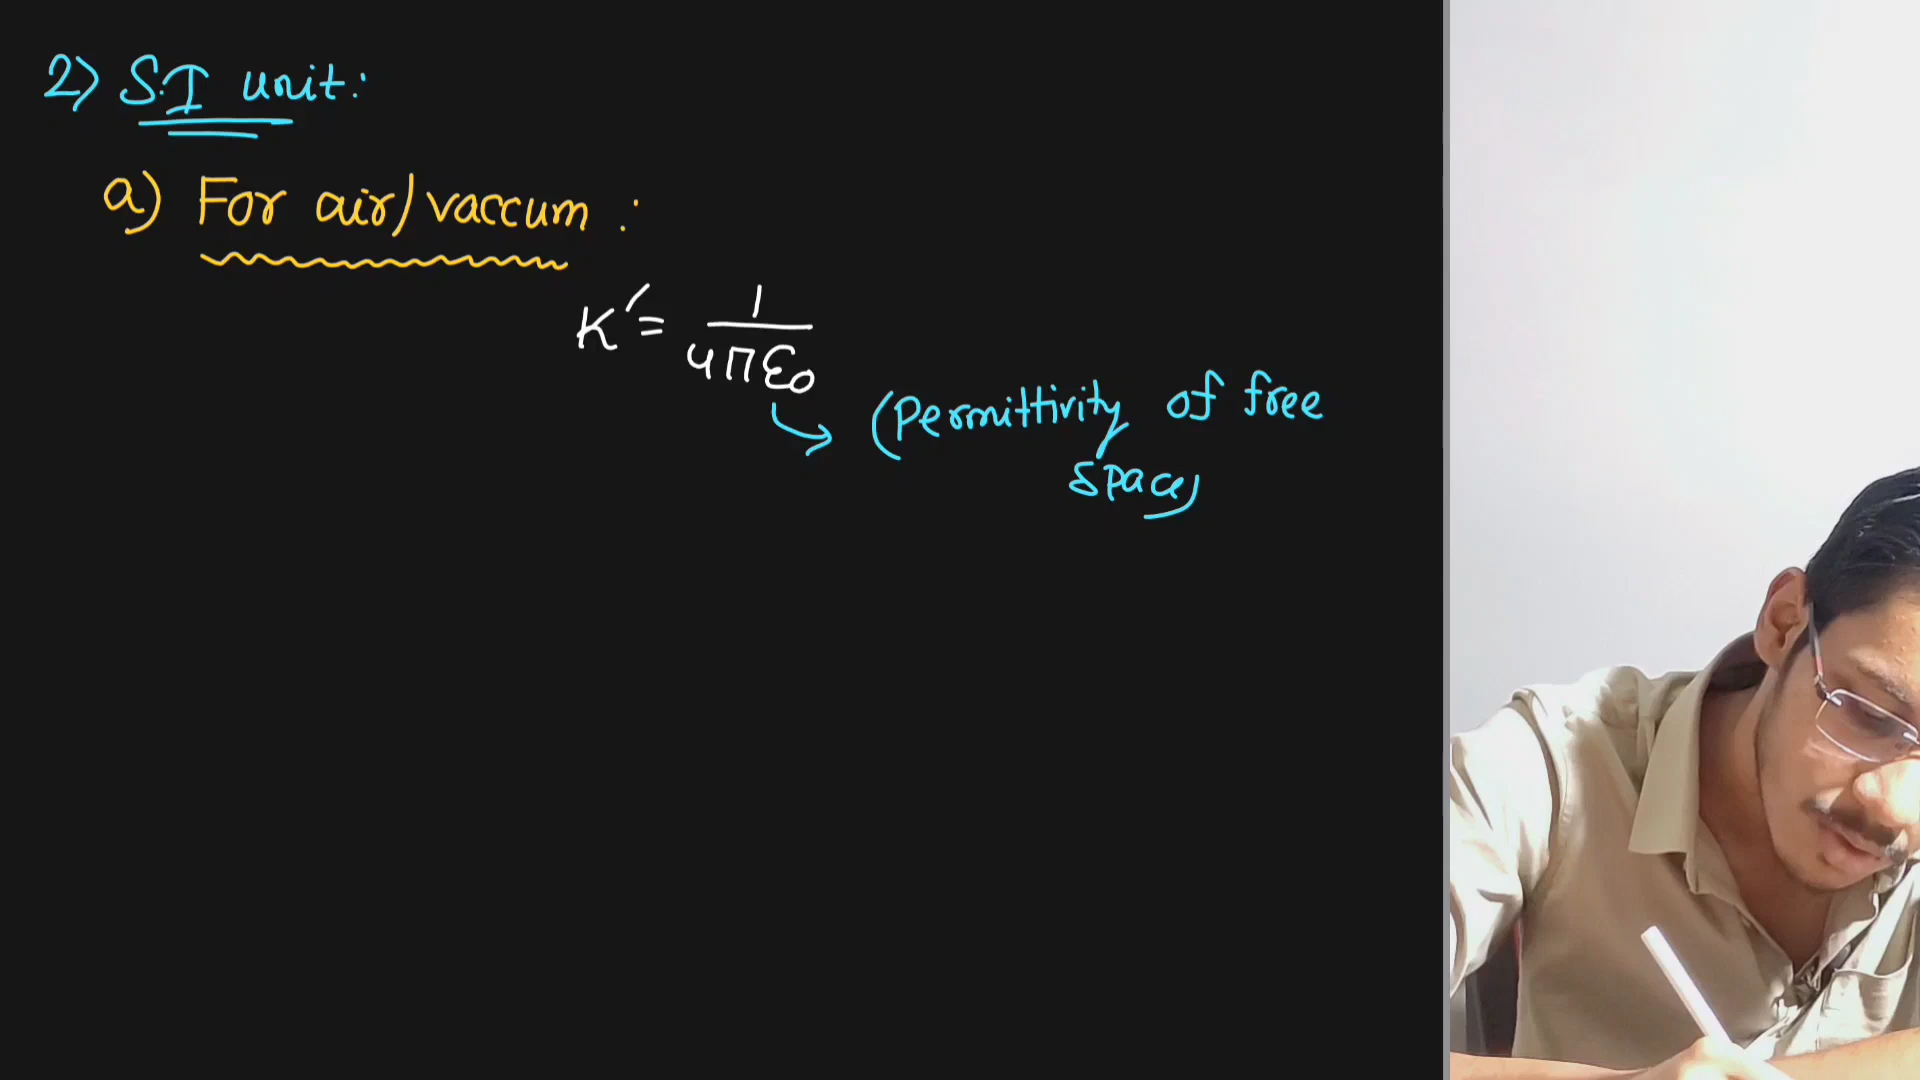 2) S.I unit:
a) For air/vaccum :
K' = 1/4πε₀
(Permittivity of free
space)